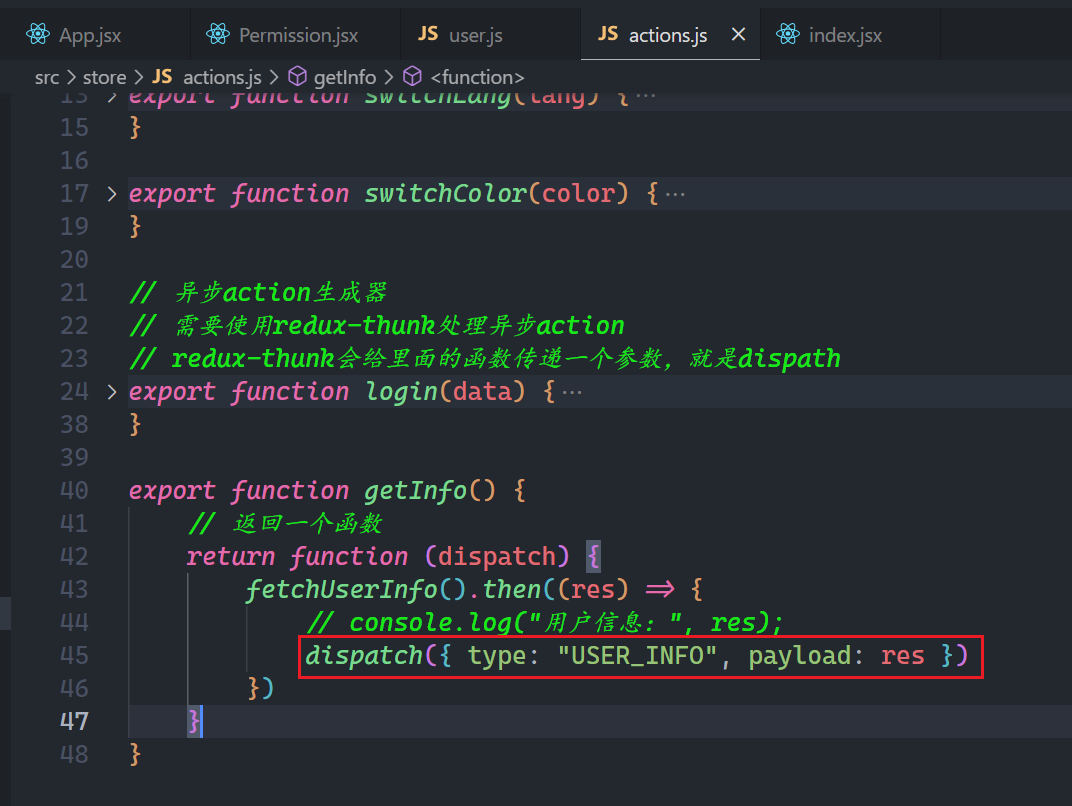 App.jsx Permission.jsx JS user.js JS actions.js × index.jsx
src > store > JS actions.js > getInfo > <function>
13 > export function switchLang(lang) {···
15 }
16
17 > export function switchColor(color) {···
19 }
20
21 // 异步action生成器
22 // 需要使用redux-thunk处理异步action
23 // redux-thunk会给里面的函数传递一个参数，就是dispath
24 > export function login(data) {···
38 }
39
40 export function getInfo() {
41 // 返回一个函数
42 return function (dispatch) {
43 fetchUserInfo().then((res) => {
44 // console.log("用户信息：", res);
45 dispatch({ type: "USER_INFO", payload: res })
46 })
47 }
48 }